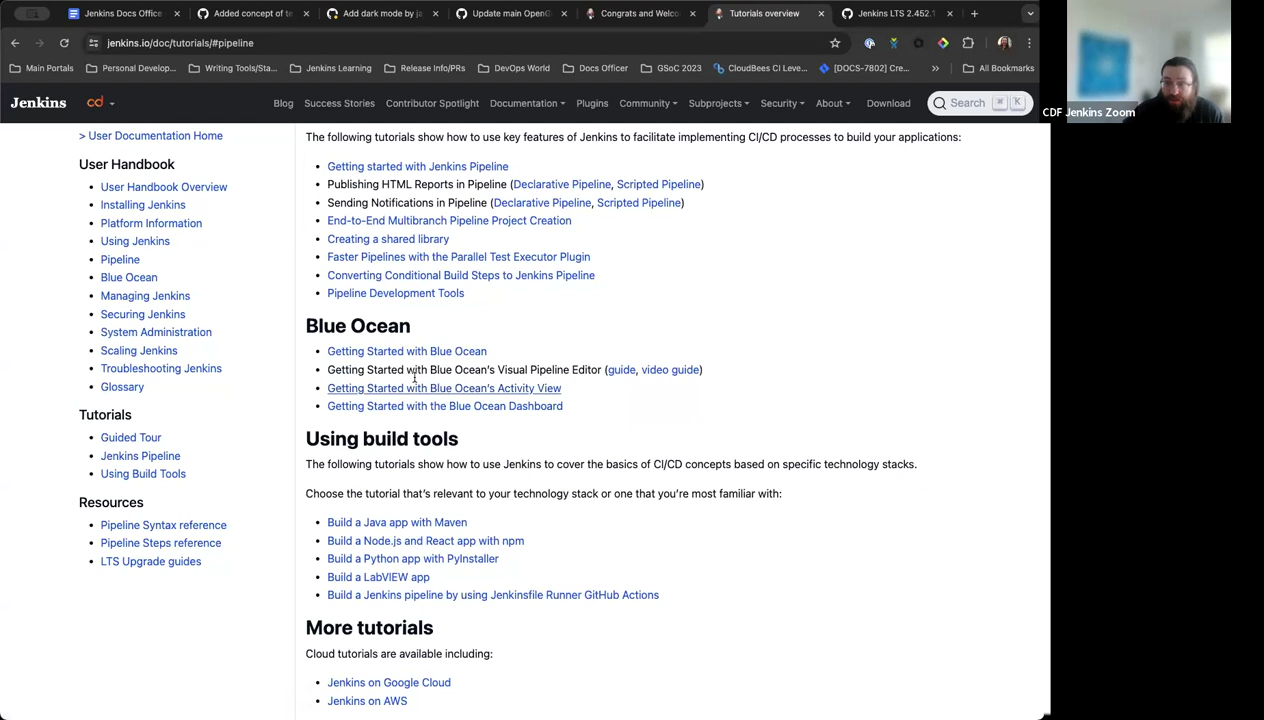 Jenkins Docs Office
Added concept of te
Add dark mode by ja
Update main OpenG
Congrats and Welco
Tutorials overview
Jenkins LTS 2.452.1
jenkins.io/doc/tutorials/#pipeline
Main Portals
Personal Develop...
Writing Tools/Sta...
Jenkins Learning
Release Info/PRs
DevOps World
Docs Officer
GSoC 2023
CloudBees CI Leve...
[DOCS-7802] Cre...
»
All Bookmarks
CDF Jenkins Zoom
Jenkins
cd
Blog
Success Stories
Contributor Spotlight
Documentation
Plugins
Community
Subprojects
Security
About
Download
Search ⌘ K
> User Documentation Home
User Handbook
User Handbook Overview
Installing Jenkins
Platform Information
Using Jenkins
Pipeline
Blue Ocean
Managing Jenkins
Securing Jenkins
System Administration
Scaling Jenkins
Troubleshooting Jenkins
Glossary
Tutorials
Guided Tour
Jenkins Pipeline
Using Build Tools
Resources
Pipeline Syntax reference
Pipeline Steps reference
LTS Upgrade guides
The following tutorials show how to use key features of Jenkins to facilitate implementing CI/CD processes to build your applications:
Getting started with Jenkins Pipeline
Publishing HTML Reports in Pipeline (Declarative Pipeline, Scripted Pipeline)
Sending Notifications in Pipeline (Declarative Pipeline, Scripted Pipeline)
End-to-End Multibranch Pipeline Project Creation
Creating a shared library
Faster Pipelines with the Parallel Test Executor Plugin
Converting Conditional Build Steps to Jenkins Pipeline
Pipeline Development Tools
Blue Ocean
Getting Started with Blue Ocean
Getting Started with Blue Ocean's Visual Pipeline Editor (guide, video guide)
Getting Started with Blue Ocean's Activity View
Getting Started with the Blue Ocean Dashboard
Using build tools
The following tutorials show how to use Jenkins to cover the basics of CI/CD concepts based on specific technology stacks.
Choose the tutorial that's relevant to your technology stack or one that you're most familiar with:
Build a Java app with Maven
Build a Node.js and React app with npm
Build a Python app with PyInstaller
Build a LabVIEW app
Build a Jenkins pipeline by using Jenkinsfile Runner GitHub Actions
More tutorials
Cloud tutorials are available including:
Jenkins on Google Cloud
Jenkins on AWS